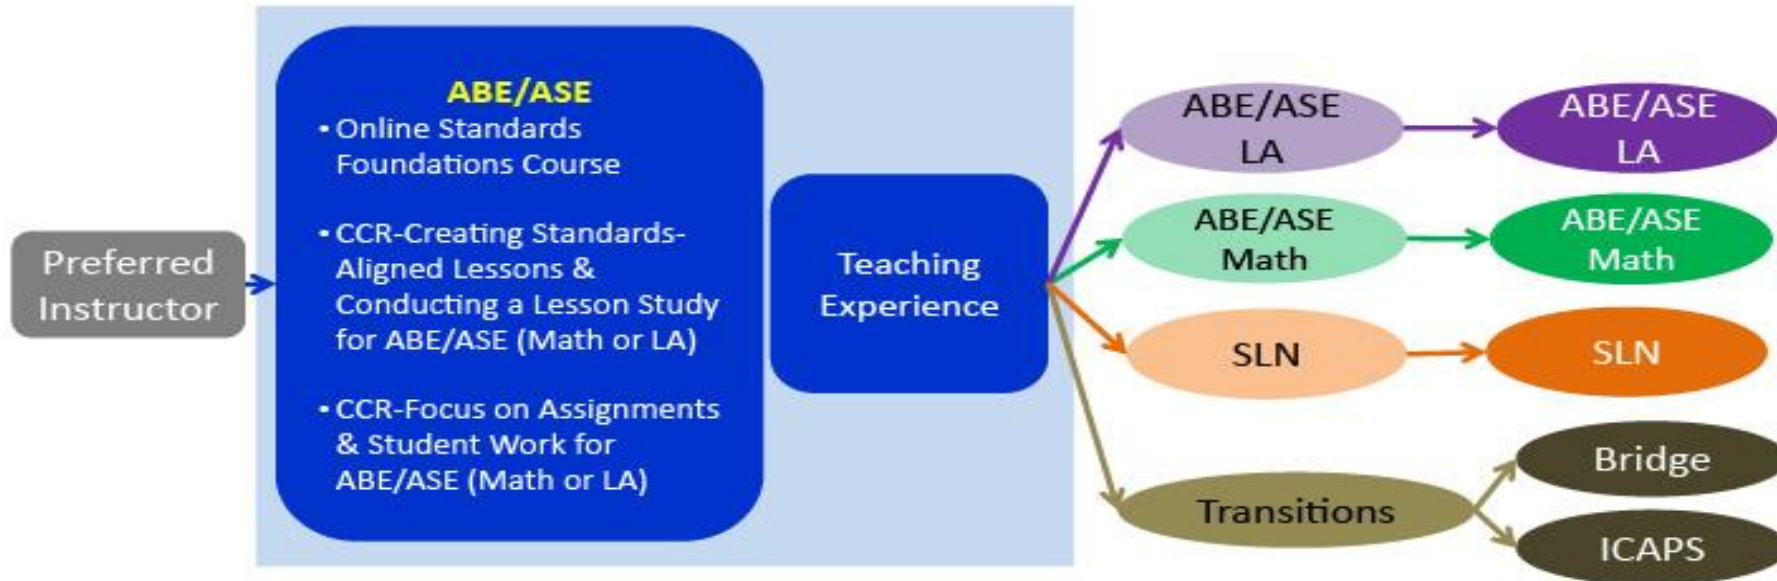 Preferred
Instructor
ABE/ASE
• Online Standards
Foundations Course
• CCR-Creating Standards-
Aligned Lessons &
Conducting a Lesson Study
for ABE/ASE (Math or LA)
• CCR-Focus on Assignments
& Student Work for
ABE/ASE (Math or LA)
Teaching
Experience
ABE/ASE
LA
ABE/ASE
LA
ABE/ASE
Math
ABE/ASE
Math
SLN
SLN
Transitions
Bridge
ICAPS